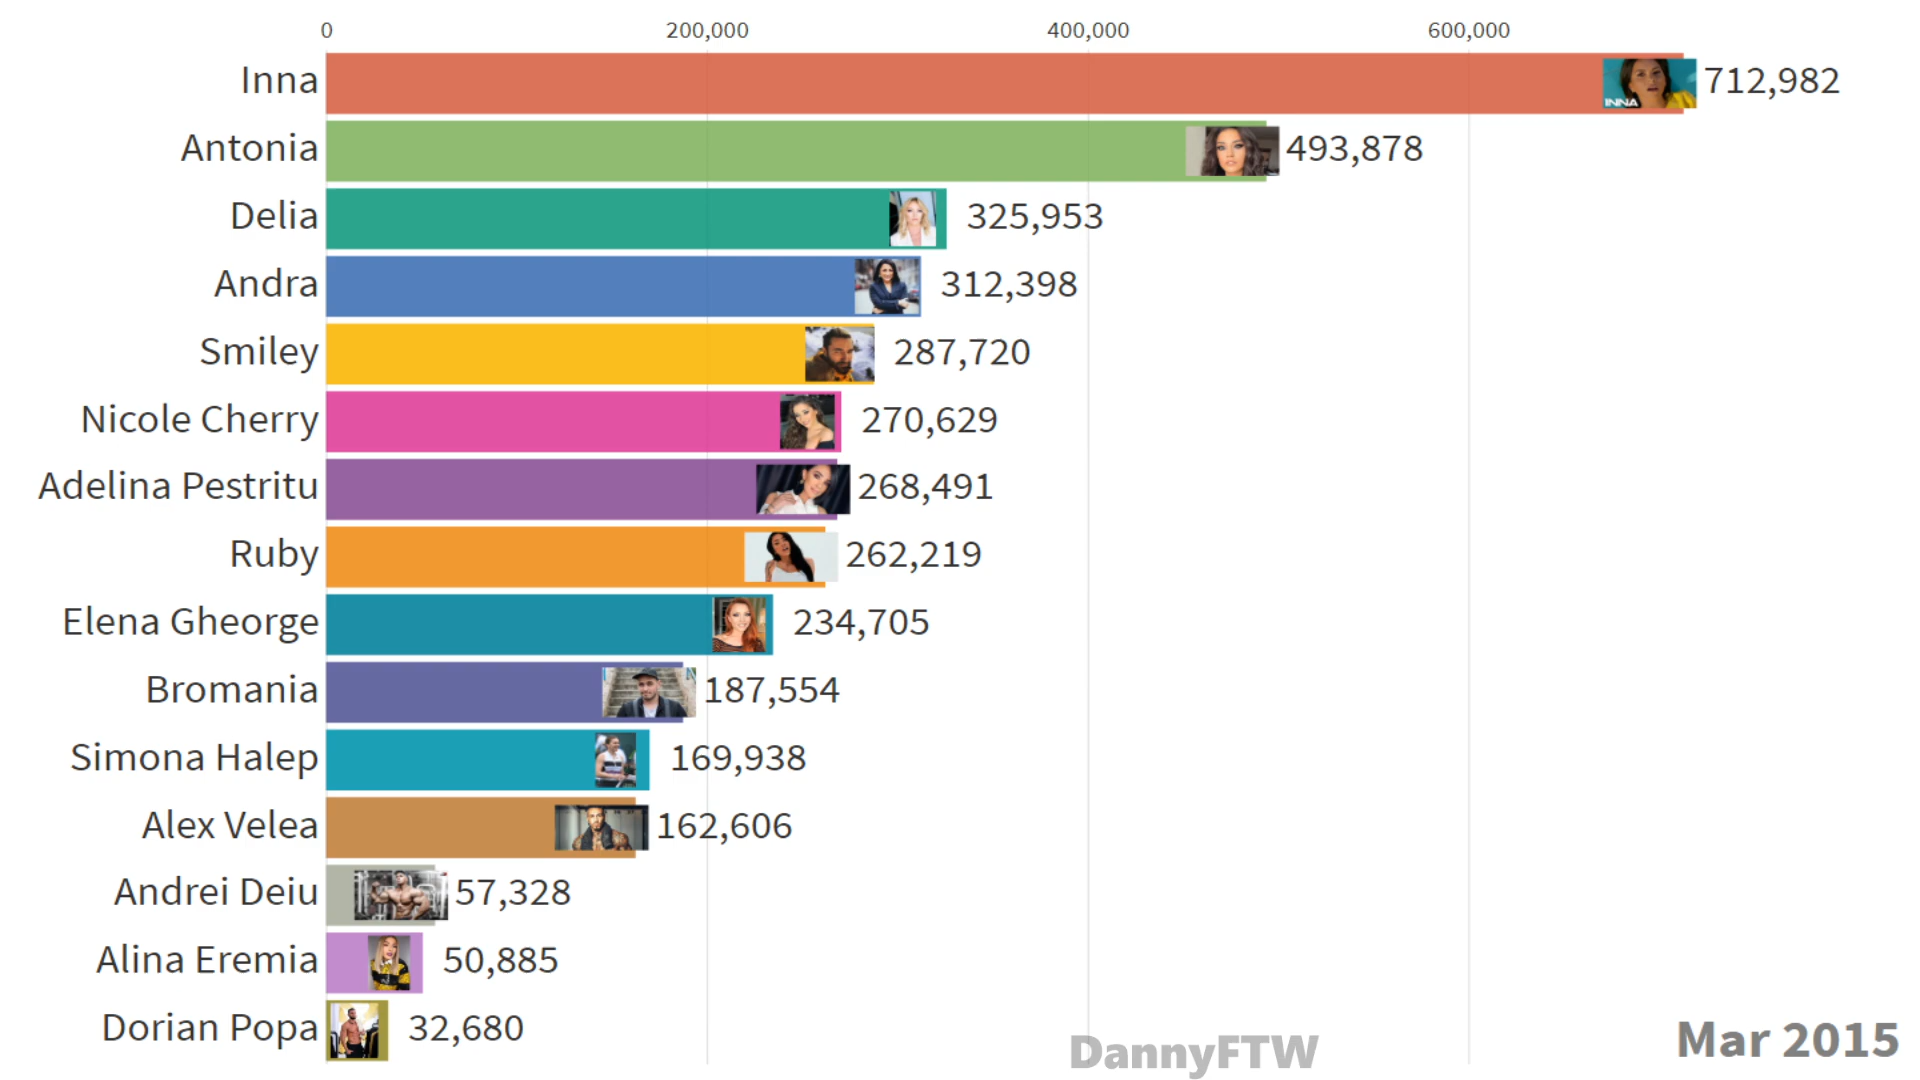 0 200,000 400,000 600,000
Inna INNA 712,982
Antonia 493,878
Delia 325,953
Andra 312,398
Smiley 287,720
Nicole Cherry 270,629
Adelina Pestritu 268,491
Ruby 262,219
Elena Gheorge 234,705
Bromania 187,554
Simona Halep 169,938
Alex Velea 162,606
Andrei Deiu 57,328
Alina Eremia 50,885
Dorian Popa 32,680
DannyFTW
Mar 2015